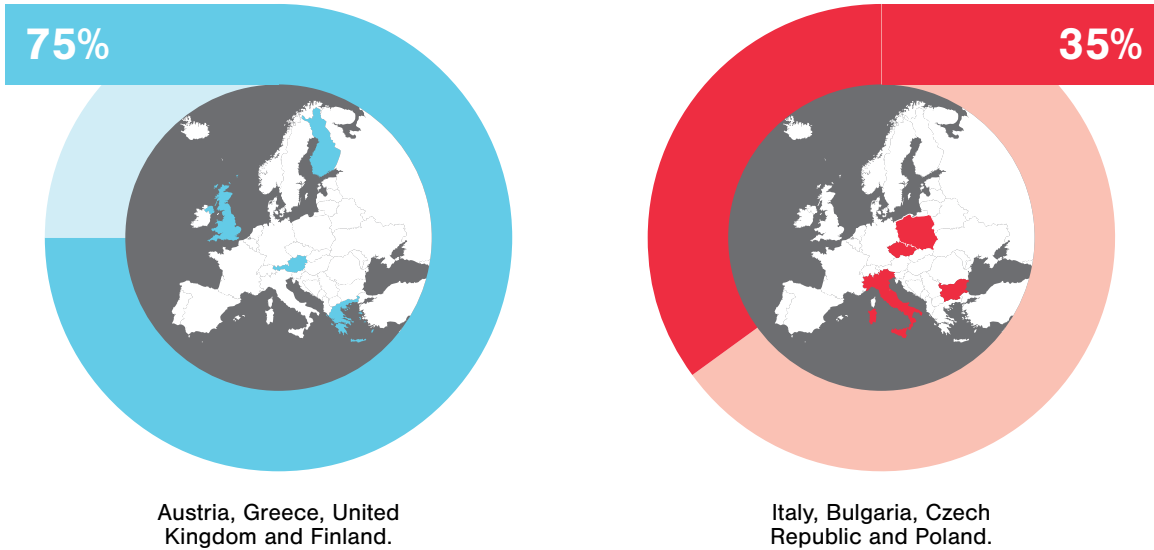 75%
35%
Austria, Greece, United
Kingdom and Finland.
Italy, Bulgaria, Czech
Republic and Poland.